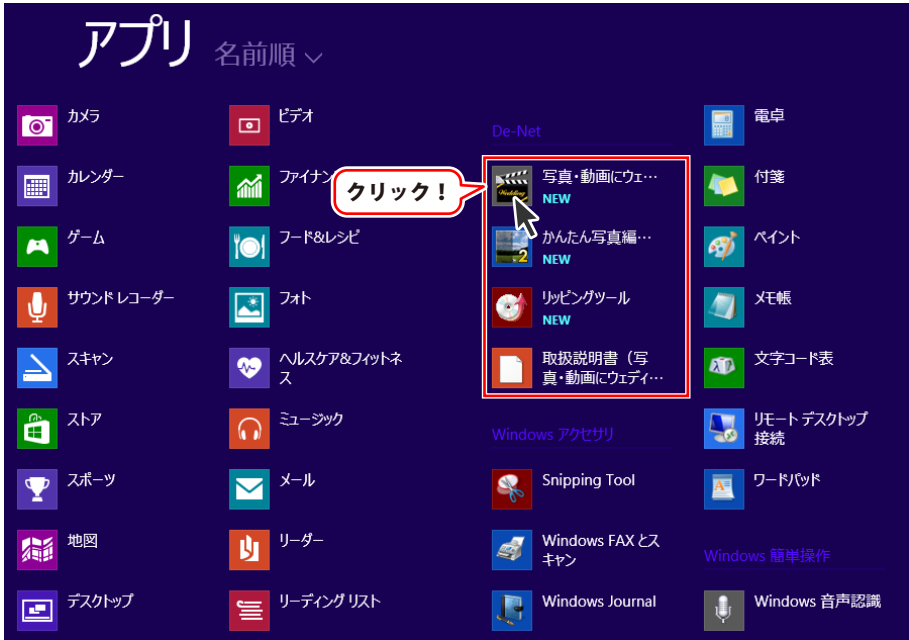 アプリ 名前順
カメラ
カレンダー
ゲーム
サウンド レコーダー
スキャン
ストア
スポーツ
地図
デスクトップ
ビデオ
ファイナン
クリック！
フード&レシピ
フォト
ヘルスケア&フィットネ
ス
ミュージック
メール
リーダー
リーディング リスト
De-Net
写真・動画にウェ…
Wedding
NEW
かんたん写真編…
2
NEW
リッピングツール
NEW
取扱説明書（写
真・動画にウェディ…
Windows アクセサリ
Snipping Tool
Windows FAX とス
キャン
Windows Journal
電卓
付箋
ペイント
メモ帳
文字コード表
リモート デスクトップ
接続
ワードパッド
Windows 簡単操作
Windows 音声認識